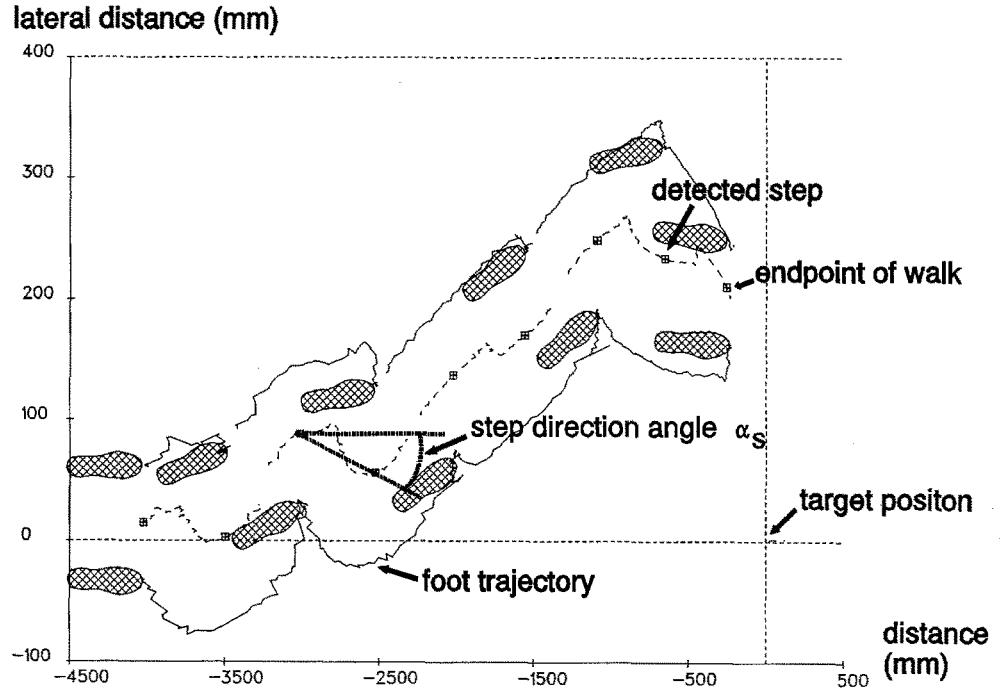 lateral distance (mm)
400
300
detected step
200
endpoint of walk
100
step direction angle αs
target positon
0
foot trajectory
distance
(mm)
-100
-4500 -3500 -2500 -1500 -500 500